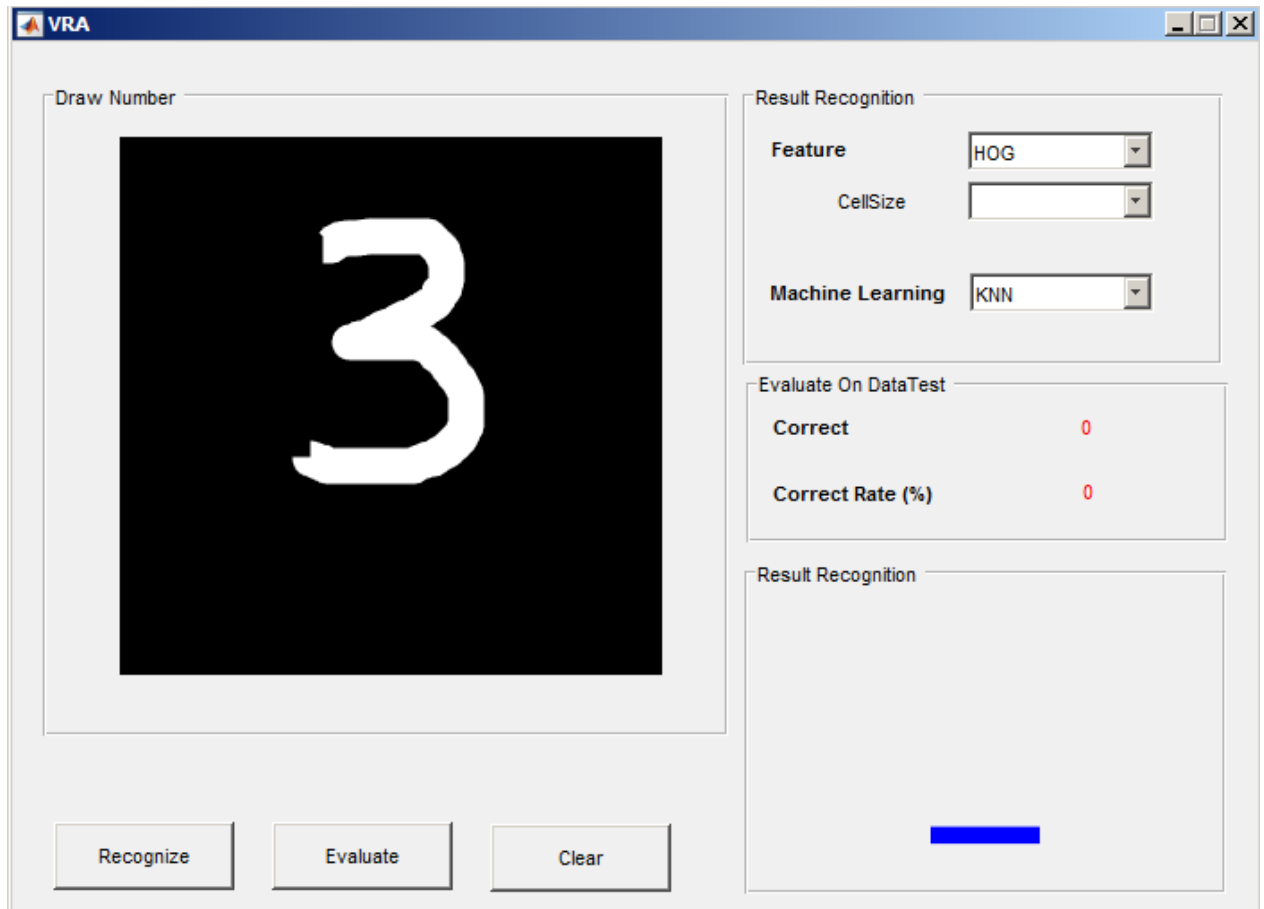 VRA
Draw Number
3
Result Recognition
Feature
HOG
CellSize
Machine Learning
KNN
Evaluate On DataTest
Correct
0
Correct Rate (%)
0
Result Recognition
Recognize
Evaluate
Clear